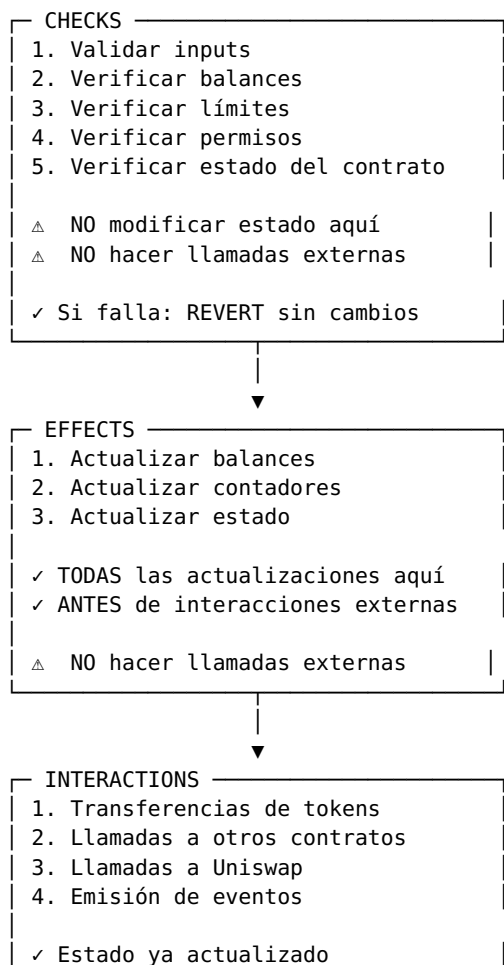 CHECKS
1. Validar inputs
2. Verificar balances
3. Verificar límites
4. Verificar permisos
5. Verificar estado del contrato
⚠ NO modificar estado aquí
⚠ NO hacer llamadas externas
✓ Si falla: REVERT sin cambios
EFFECTS
1. Actualizar balances
2. Actualizar contadores
3. Actualizar estado
✓ TODAS las actualizaciones aquí
✓ ANTES de interacciones externas
⚠ NO hacer llamadas externas
INTERACTIONS
1. Transferencias de tokens
2. Llamadas a otros contratos
3. Llamadas a Uniswap
4. Emisión de eventos
✓ Estado ya actualizado